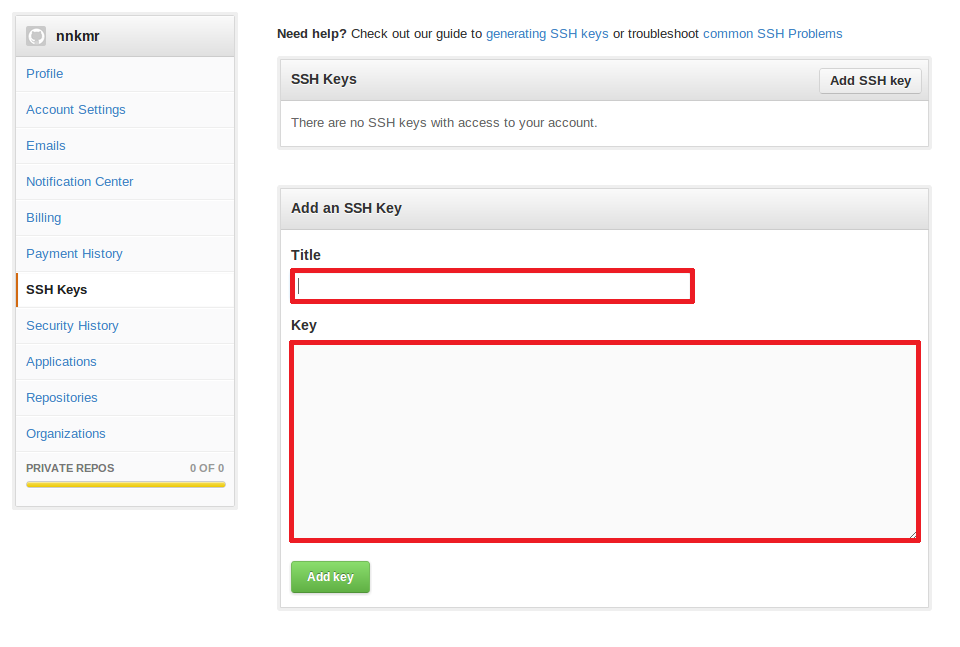 nnkmr
Profile
Account Settings
Emails
Notification Center
Billing
Payment History
SSH Keys
Security History
Applications
Repositories
Organizations
PRIVATE REPOS 0 OF 0
Need help? Check out our guide to generating SSH keys or troubleshoot common SSH Problems
SSH Keys
Add SSH key
There are no SSH keys with access to your account.
Add an SSH Key
Title
Key
Add key